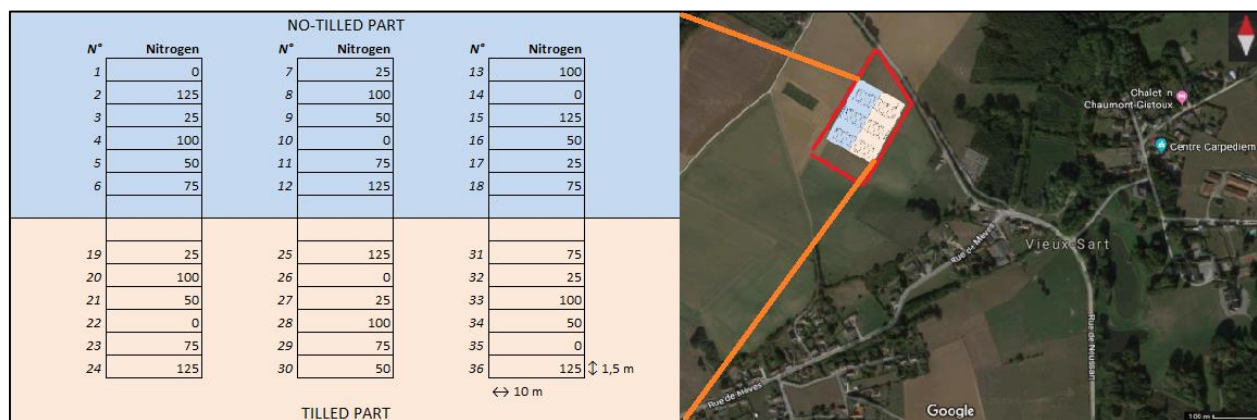 NO-TILLED PART
N° Nitrogen N° Nitrogen N° Nitrogen
1 0 7 25 13 100
2 125 8 100 14 0
3 25 9 50 15 125
4 100 10 0 16 50
5 50 11 75 17 25
6 75 12 125 18 75
19 25 25 125 31 75
20 100 26 0 32 25
21 50 27 25 33 100
22 0 28 100 34 50
23 75 29 75 35 0
24 125 30 50 36 125 ↕ 1,5 m
↔ 10 m
TILLED PART
Chalet n
Chaumont-Gistoux
Centre Carpediem
Vieux-Sart
Rue de Mèves
Rue de Neussart
Rue de Mèves
Google
100 m